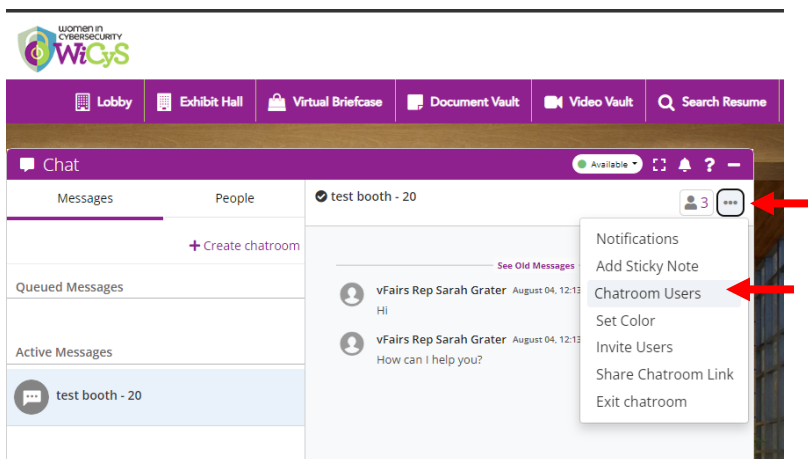 women in
CYBERSECURITY
WiCyS
Lobby
Exhibit Hall
Virtual Briefcase
Document Vault
Video Vault
Search Resume
Chat
Available
?
Messages
People
test booth - 20
3
+ Create chatroom
Queued Messages
Active Messages
test booth - 20
See Old Messages
vFairs Rep Sarah Grater August 04, 12:13
Hi
vFairs Rep Sarah Grater August 04, 12:13
How can I help you?
Notifications
Add Sticky Note
Chatroom Users
Set Color
Invite Users
Share Chatroom Link
Exit chatroom